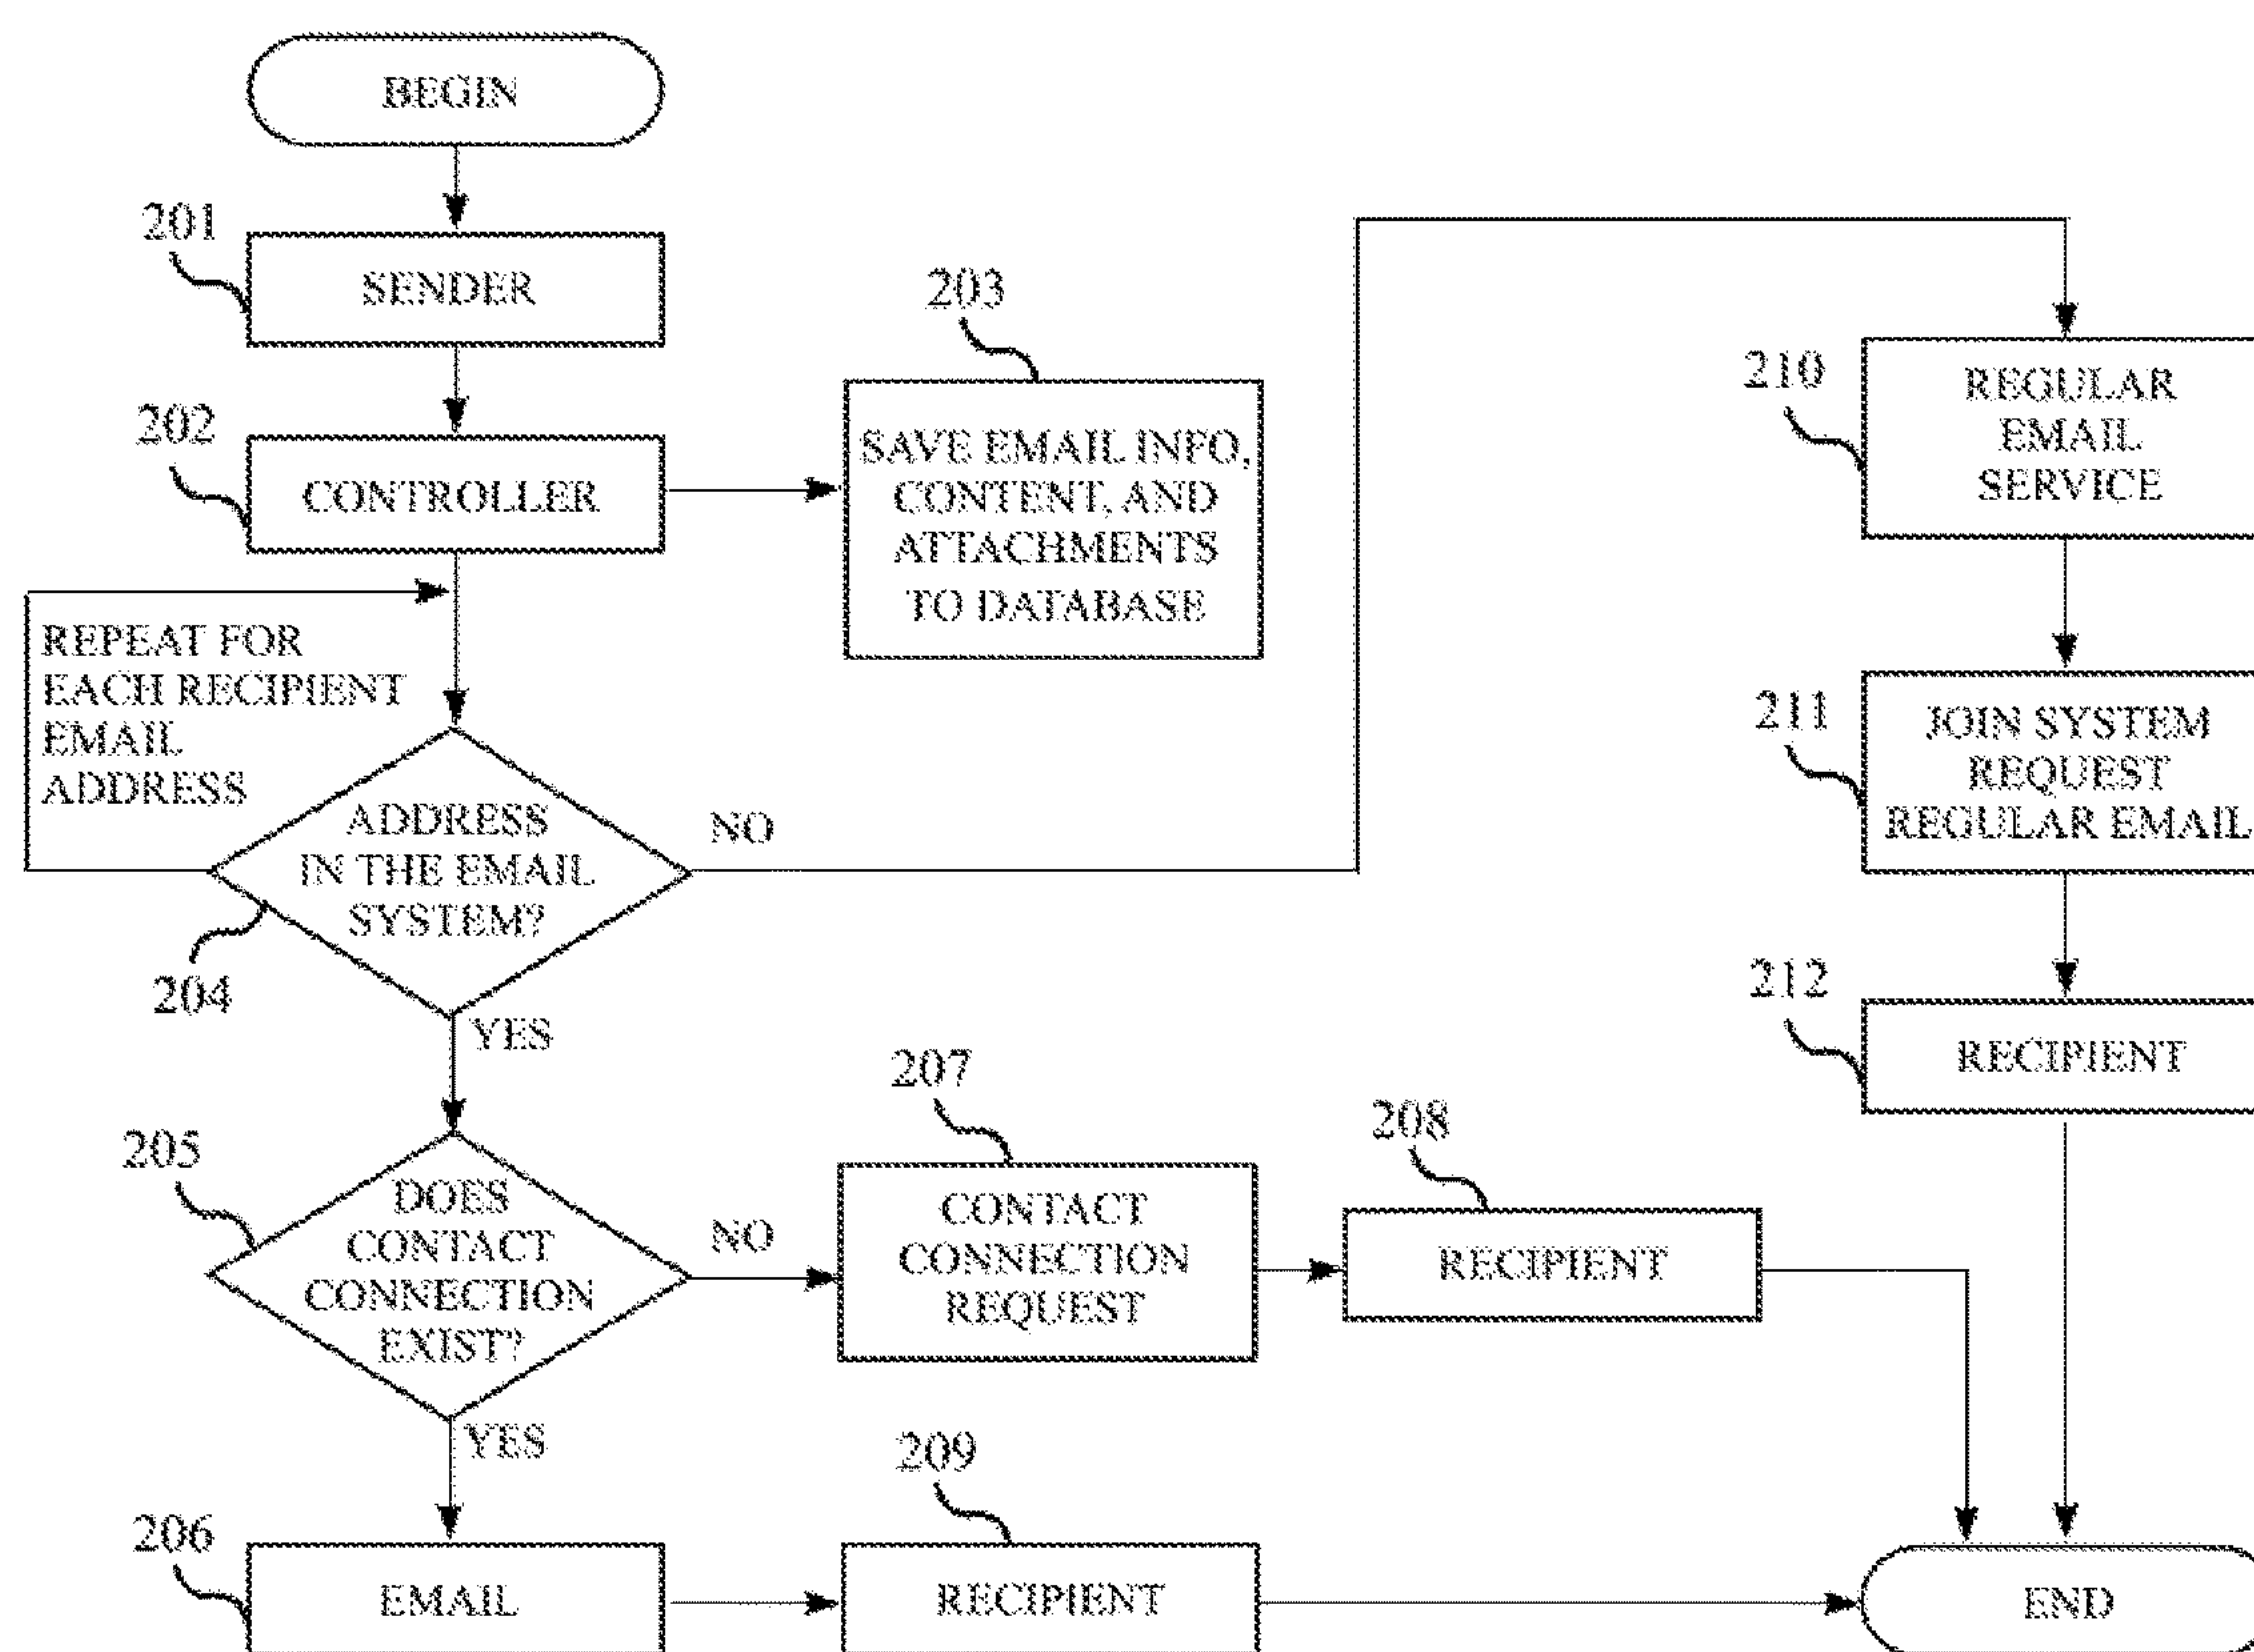 BEGIN
201
SENDER
203
202
CONTROLLER
SAVE EMAIL INFO,
CONTENT, AND
ATTACHMENTS
TO DATABASE
210
REGULAR
EMAIL
SERVICE
REPEAT FOR
EACH RECIPIENT
EMAIL
ADDRESS
ADDRESS
IN THE EMAIL
SYSTEM?
NO
204
YES
211
JOIN SYSTEM
REQUEST
REGULAR EMAIL
212
RECIPIENT
205
DOES
CONTACT
CONNECTION
EXIST?
NO
YES
207
CONTACT
CONNECTION
REQUEST
208
RECIPIENT
206
EMAIL
209
RECIPIENT
END